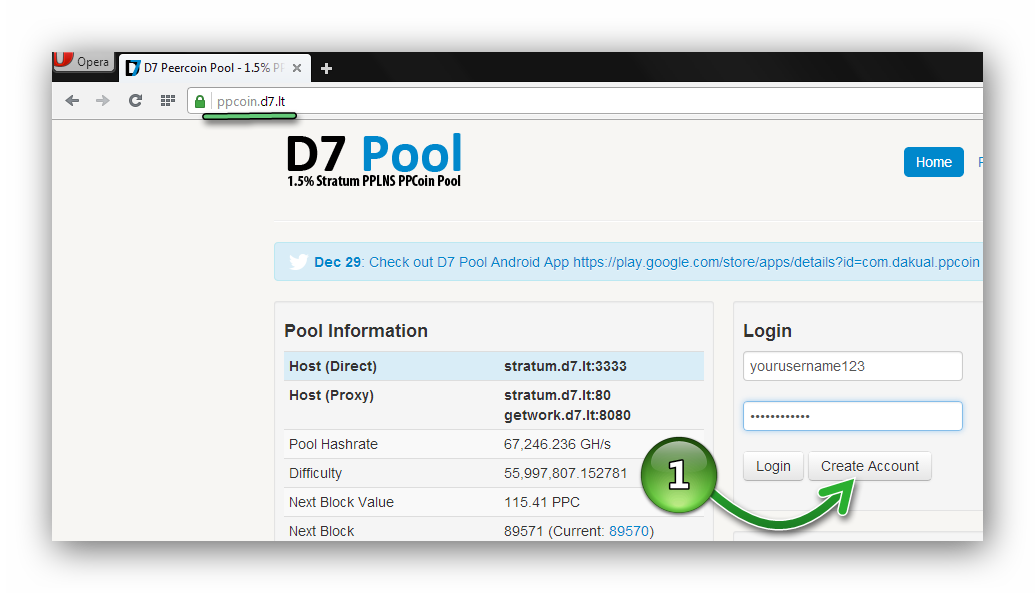 Opera
D7 Peercoin Pool - 1.5% PP
ppcoin.d7.lt
D7 Pool
1.5% Stratum PPLNS PPCoin Pool
Home
Dec 29: Check out D7 Pool Android App https://play.google.com/store/apps/details?id=com.dakual.ppcoin
Pool Information
Host (Direct) stratum.d7.lt:3333
Host (Proxy) stratum.d7.lt:80
getwork.d7.lt:8080
Pool Hashrate 67,246.236 GH/s
Difficulty 55,997,807.152781
Next Block Value 115.41 PPC
Next Block 89571 (Current: 89570)
Login
yourusername123
••••••••••••
Login Create Account
1